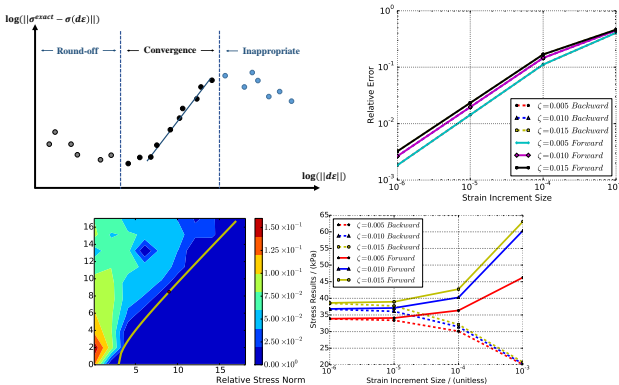 log(||σ^exact − σ(dε)||)
Round-off
Convergence
Inappropriate
log(||dε||)
10^0
10^-1
10^-2
10^-3
Relative Error
ζ=0.005 Backward
ζ=0.010 Backward
ζ=0.015 Backward
ζ=0.005 Forward
ζ=0.010 Forward
ζ=0.015 Forward
10^-6 10^-5 10^-4 10^-3
Strain Increment Size
16
14
12
10
8
6
4
2
0
5 10 15
Relative Stress Norm
1.50 ×10^-1
1.25 ×10^-1
1.00 ×10^-1
7.50 ×10^-2
5.00 ×10^-2
2.50 ×10^-2
0.00 ×10^0
65
60
55
50
45
40
35
30
25
20
Stress Results / (kPa)
ζ=0.005 Backward
ζ=0.010 Backward
ζ=0.015 Backward
ζ=0.005 Forward
ζ=0.010 Forward
ζ=0.015 Forward
10^-6 10^-5 10^-4 10^-3
Strain Increment Size / (unitless)